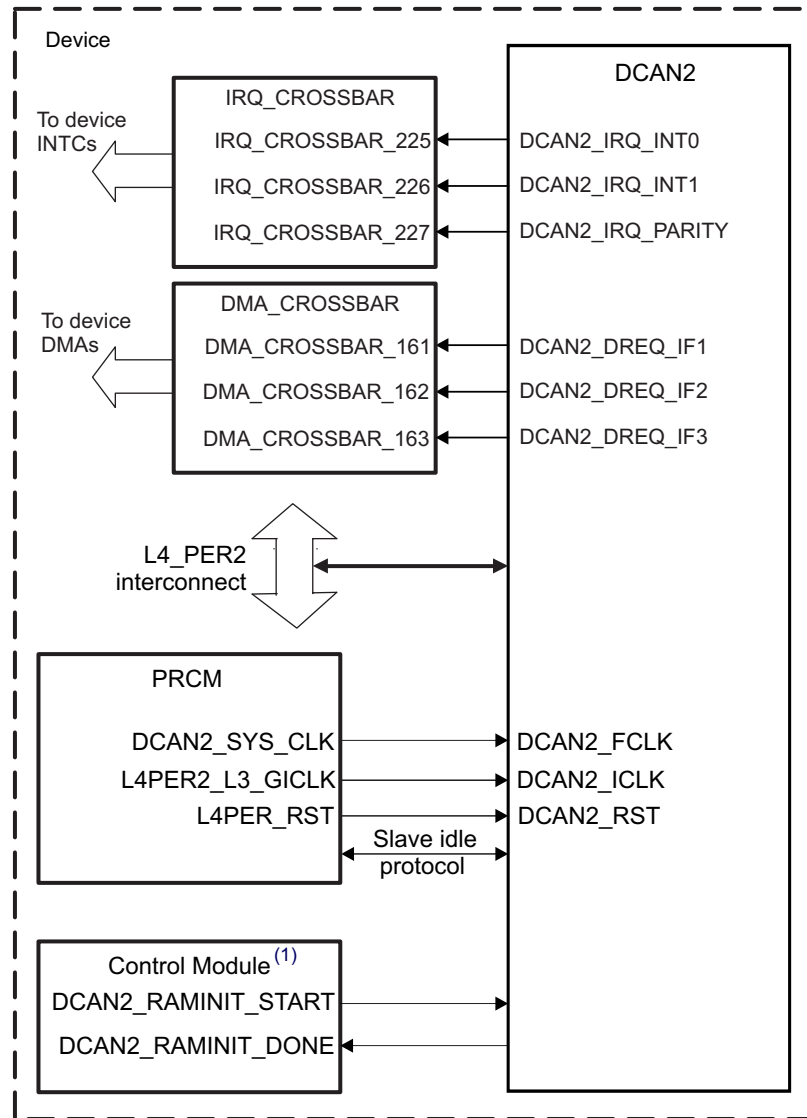 Device
DCAN2
IRQ_CROSSBAR
To device
INTCs
IRQ_CROSSBAR_225
DCAN2_IRQ_INT0
IRQ_CROSSBAR_226
DCAN2_IRQ_INT1
IRQ_CROSSBAR_227
DCAN2_IRQ_PARITY
DMA_CROSSBAR
To device
DMAs
DMA_CROSSBAR_161
DCAN2_DREQ_IF1
DMA_CROSSBAR_162
DCAN2_DREQ_IF2
DMA_CROSSBAR_163
DCAN2_DREQ_IF3
L4_PER2
interconnect
PRCM
DCAN2_SYS_CLK
DCAN2_FCLK
L4PER2_L3_GICLK
DCAN2_ICLK
L4PER_RST
DCAN2_RST
Slave idle
protocol
Control Module (1)
DCAN2_RAMINIT_START
DCAN2_RAMINIT_DONE